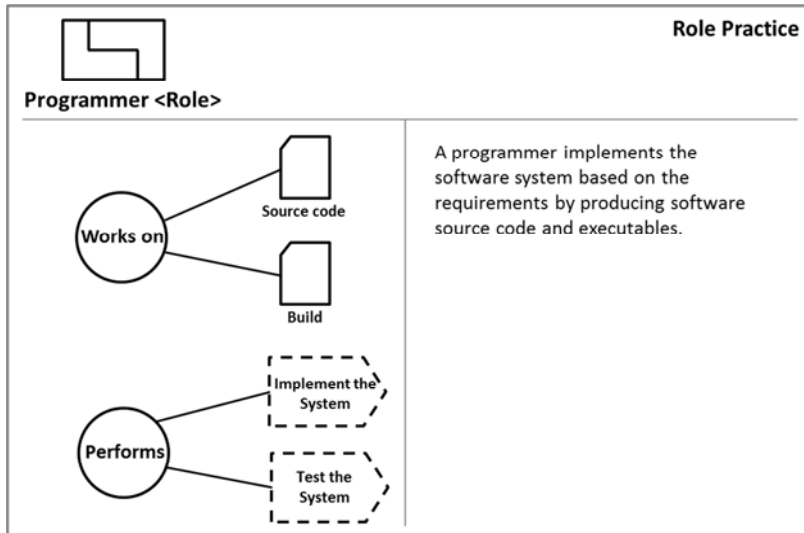 Role Practice
Programmer <Role>
Works on
Source code
Build
Performs
Implement the
System
Test the
System
A programmer implements the
software system based on the
requirements by producing software
source code and executables.